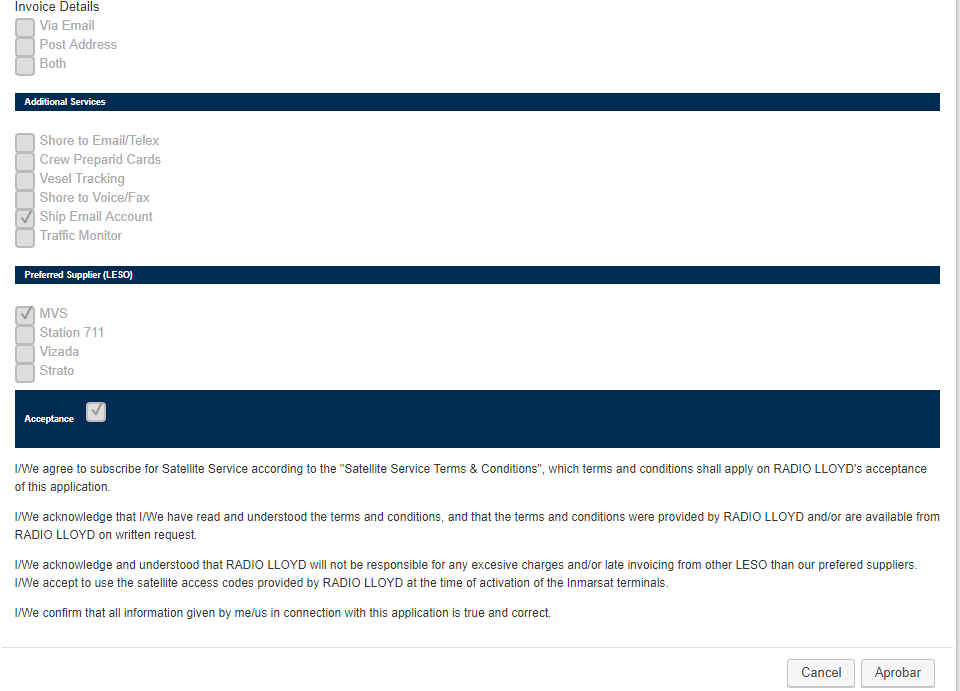 Invoice Details
Via Email
Post Address
Both
Additional Services
Shore to Email/Telex
Crew Preparid Cards
Vesel Tracking
Shore to Voice/Fax
Ship Email Account
Traffic Monitor
Preferred Supplier (LESO)
MVS
Station 711
Vizada
Strato
Acceptance
I/We agree to subscribe for Satellite Service according to the "Satellite Service Terms & Conditions", which terms and conditions shall apply on RADIO LLOYD's acceptance
of this application.
I/We acknowledge that I/We have read and understood the terms and conditions, and that the terms and conditions were provided by RADIO LLOYD and/or are available from
RADIO LLOYD on written request.
I/We acknowledge and understood that RADIO LLOYD will not be responsible for any excesive charges and/or late invoicing from other LESO than our prefered suppliers.
I/We accept to use the satellite access codes provided by RADIO LLOYD at the time of activation of the Inmarsat terminals.
I/We confirm that all information given by me/us in connection with this application is true and correct.
Cancel Aprobar